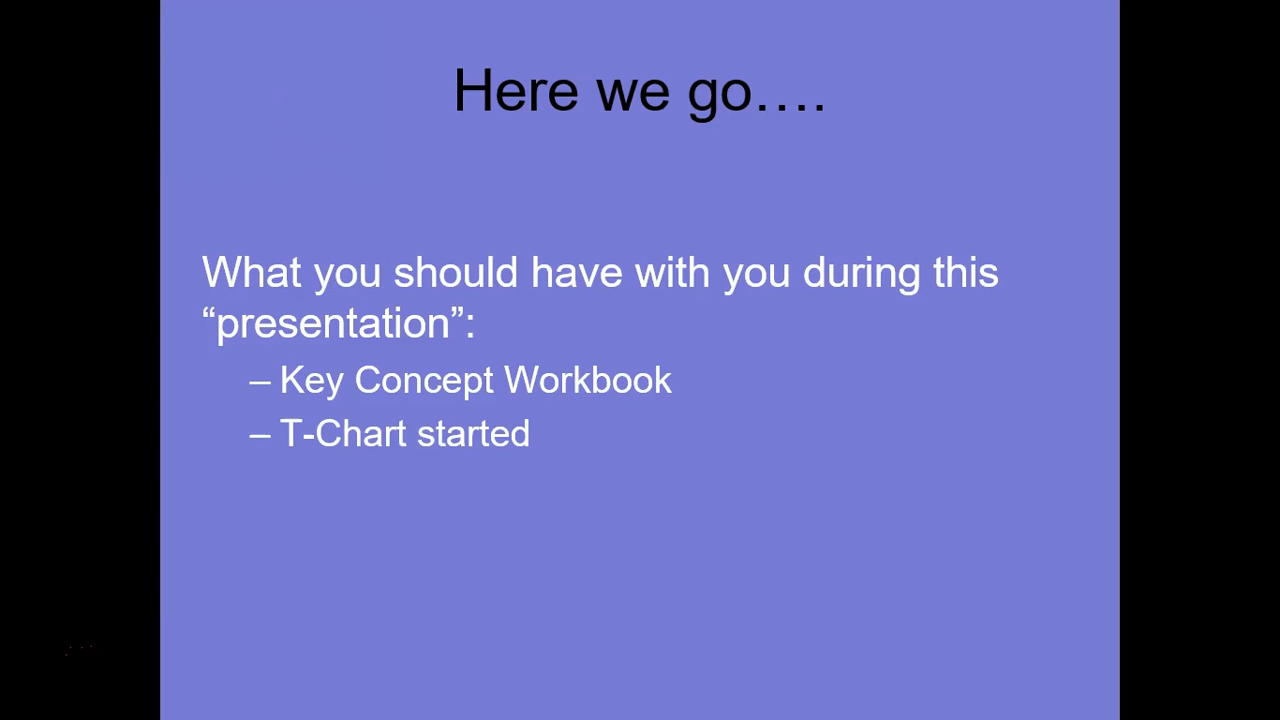 Here we go….
What you should have with you during this
“presentation”:
– Key Concept Workbook
– T-Chart started